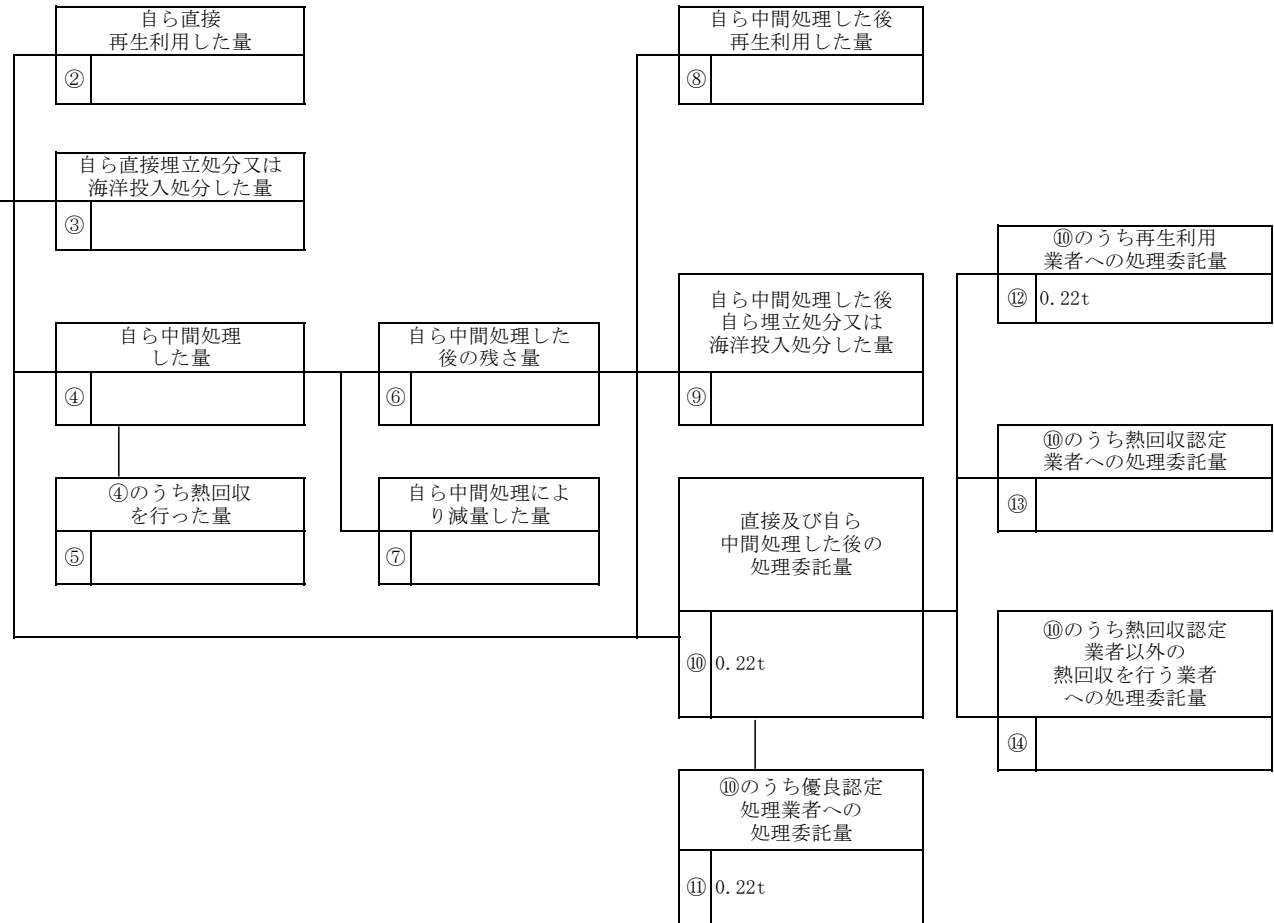 自ら直接
再生利用した量
②
自ら直接埋立処分又は
海洋投入処分した量
③
自ら中間処理
した量
④
④のうち熱回収
を行った量
⑤
自ら中間処理した
後の残さ量
⑥
自ら中間処理によ
り減量した量
⑦
自ら中間処理した後
再生利用した量
⑧
自ら中間処理した後
自ら埋立処分又は
海洋投入処分した量
⑨
直接及び自ら
中間処理した後の
処理委託量
⑩ 0.22t
⑩のうち優良認定
処理業者への
処理委託量
⑪ 0.22t
⑩のうち再生利用
業者への処理委託量
⑫ 0.22t
⑩のうち熱回収認定
業者への処理委託量
⑬
⑩のうち熱回収認定
業者以外の
熱回収を行う業者
への処理委託量
⑭